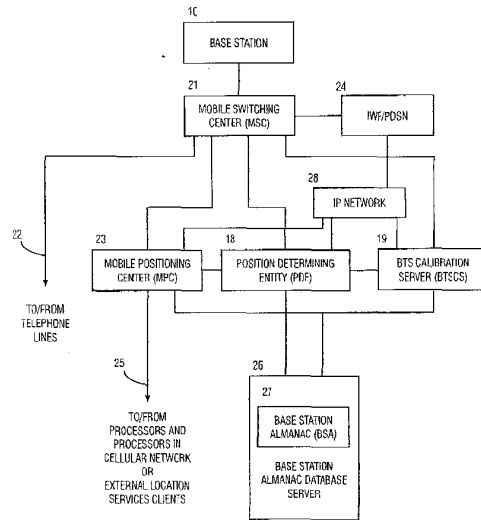 10
BASE STATION
21
MOBILE SWITCHING
CENTER (MSC)
24
IWF/PDSN
28
IP NETWORK
22
23
MOBILE POSITIONING
CENTER (MPC)
18
POSITION DETERMINING
ENTITY (PDF)
19
BTS CALIBRATION
SERVER (BTSCS)
TO/FROM
TELEPHONE
LINES
25
TO/FROM
PROCESSORS AND
PROCESSORS IN
CELLULAR NETWORK
OR
EXTERNAL LOCATION
SERVICES CLIENTS
26
27
BASE STATION
ALMANAC (BSA)
BASE STATION
ALMANAC DATABASE
SERVER